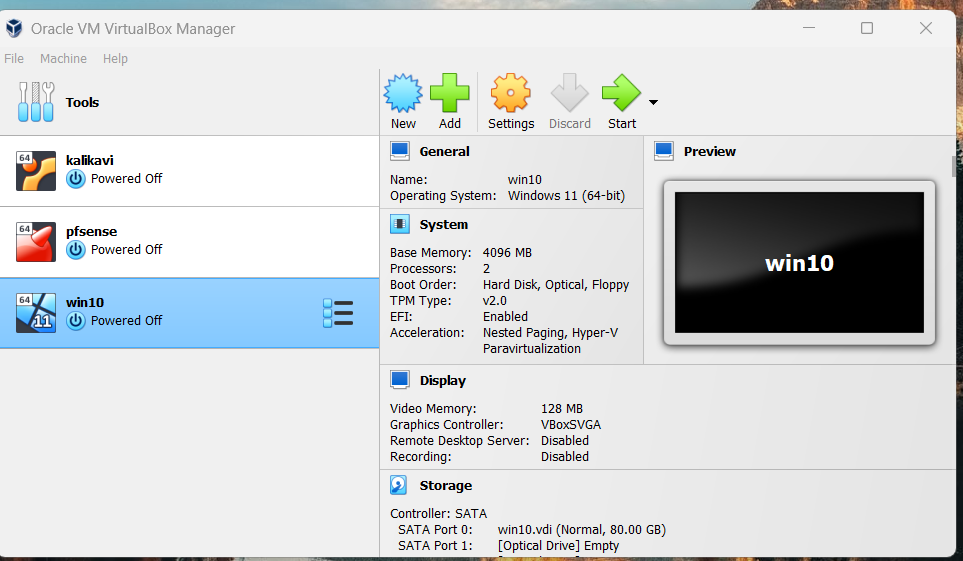 Oracle VM VirtualBox Manager
File Machine Help
Tools
New Add Settings Discard Start
64
kalikavi
Powered Off
64
pfsense
Powered Off
64
11
win10
Powered Off
General
Name: win10
Operating System: Windows 11 (64-bit)
Preview
win10
System
Base Memory: 4096 MB
Processors: 2
Boot Order: Hard Disk, Optical, Floppy
TPM Type: v2.0
EFI: Enabled
Acceleration: Nested Paging, Hyper-V
Paravirtualization
Display
Video Memory: 128 MB
Graphics Controller: VBoxSVGA
Remote Desktop Server: Disabled
Recording: Disabled
Storage
Controller: SATA
SATA Port 0: win10.vdi (Normal, 80.00 GB)
SATA Port 1: [Optical Drive] Empty